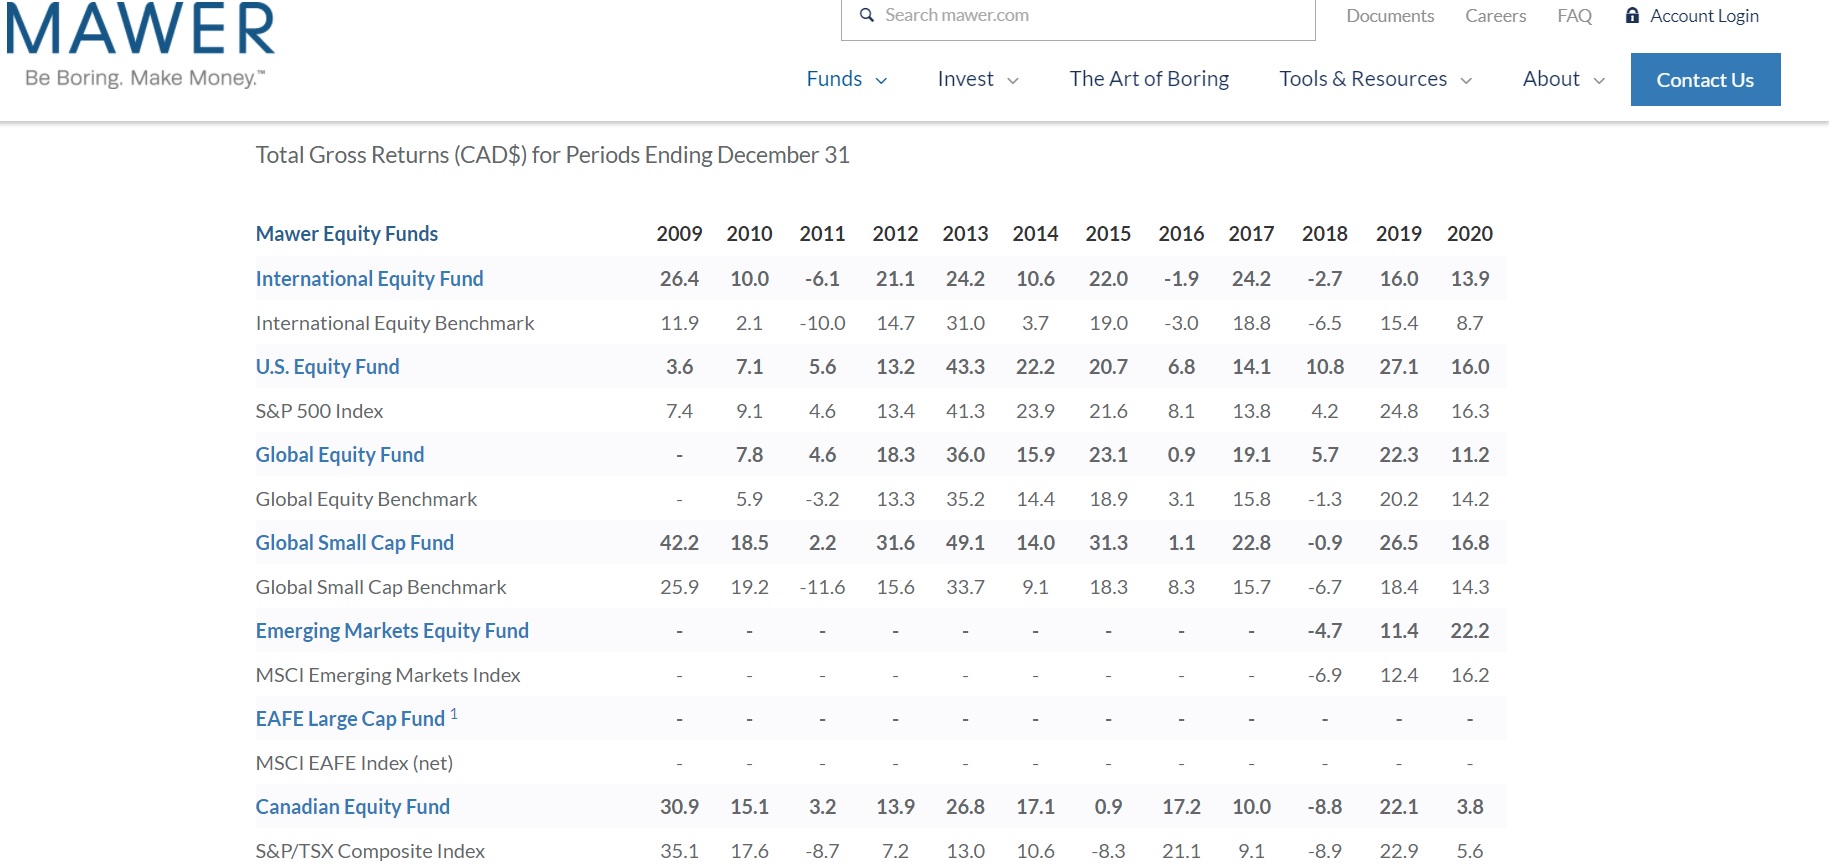 MAWER
Be Boring. Make Money.™
Search mawer.com
Documents Careers FAQ Account Login
Funds Invest The Art of Boring Tools & Resources About Contact Us
Total Gross Returns (CAD$) for Periods Ending December 31
Mawer Equity Funds 2009 2010 2011 2012 2013 2014 2015 2016 2017 2018 2019 2020
International Equity Fund 26.4 10.0 -6.1 21.1 24.2 10.6 22.0 -1.9 24.2 -2.7 16.0 13.9
International Equity Benchmark 11.9 2.1 -10.0 14.7 31.0 3.7 19.0 -3.0 18.8 -6.5 15.4 8.7
U.S. Equity Fund 3.6 7.1 5.6 13.2 43.3 22.2 20.7 6.8 14.1 10.8 27.1 16.0
S&P 500 Index 7.4 9.1 4.6 13.4 41.3 23.9 21.6 8.1 13.8 4.2 24.8 16.3
Global Equity Fund - 7.8 4.6 18.3 36.0 15.9 23.1 0.9 19.1 5.7 22.3 11.2
Global Equity Benchmark - 5.9 -3.2 13.3 35.2 14.4 18.9 3.1 15.8 -1.3 20.2 14.2
Global Small Cap Fund 42.2 18.5 2.2 31.6 49.1 14.0 31.3 1.1 22.8 -0.9 26.5 16.8
Global Small Cap Benchmark 25.9 19.2 -11.6 15.6 33.7 9.1 18.3 8.3 15.7 -6.7 18.4 14.3
Emerging Markets Equity Fund - - - - - - - - - -4.7 11.4 22.2
MSCI Emerging Markets Index - - - - - - - - - -6.9 12.4 16.2
EAFE Large Cap Fund 1 - - - - - - - - - - - -
MSCI EAFE Index (net) - - - - - - - - - - - -
Canadian Equity Fund 30.9 15.1 3.2 13.9 26.8 17.1 0.9 17.2 10.0 -8.8 22.1 3.8
S&P/TSX Composite Index 35.1 17.6 -8.7 7.2 13.0 10.6 -8.3 21.1 9.1 -8.9 22.9 5.6